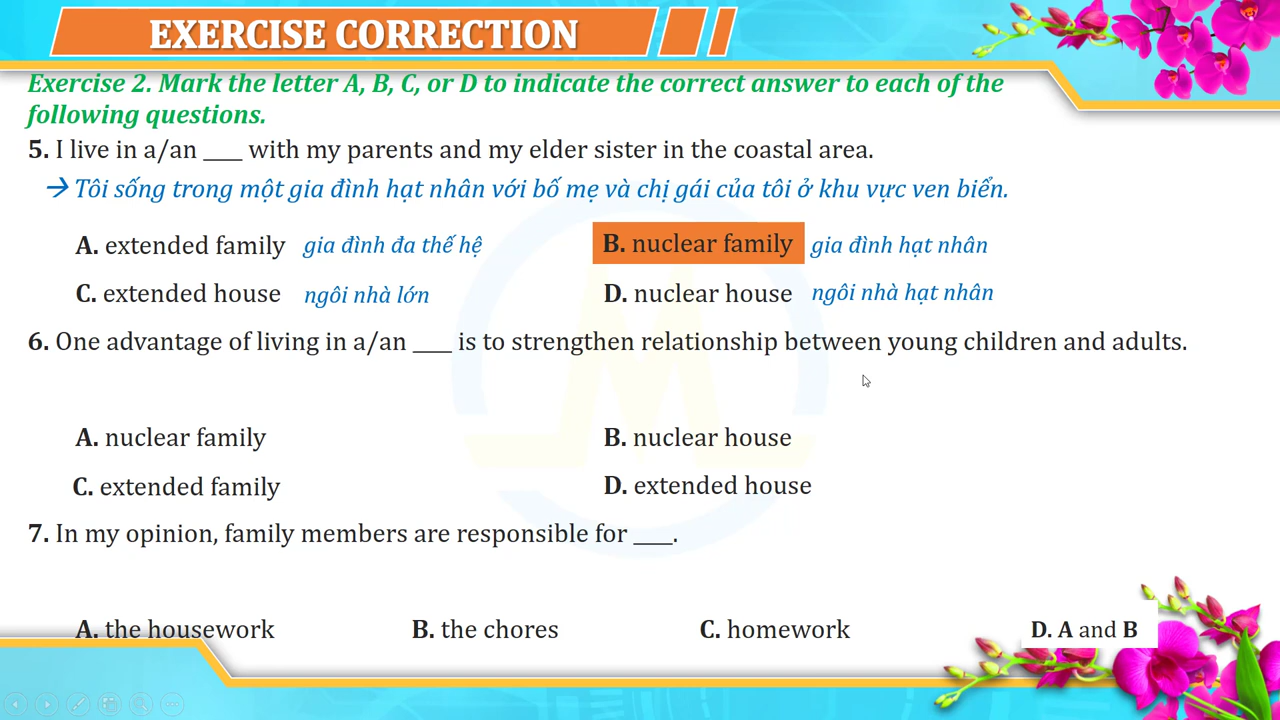 EXERCISE CORRECTION
Exercise 2. Mark the letter A, B, C, or D to indicate the correct answer to each of the
following questions.
5. I live in a/an ____ with my parents and my elder sister in the coastal area.
→ Tôi sống trong một gia đình hạt nhân với bố mẹ và chị gái của tôi ở khu vực ven biển.
A. extended family gia đình đa thế hệ B. nuclear family gia đình hạt nhân
C. extended house ngôi nhà lớn D. nuclear house ngôi nhà hạt nhân
6. One advantage of living in a/an ____ is to strengthen relationship between young children and adults.
A. nuclear family B. nuclear house
C. extended family D. extended house
7. In my opinion, family members are responsible for ____.
A. the housework B. the chores C. homework D. A and B